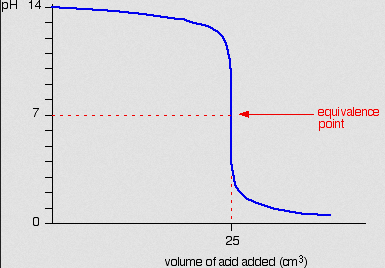 pH 14
7
equivalence
point
0
25
volume of acid added (cm³)